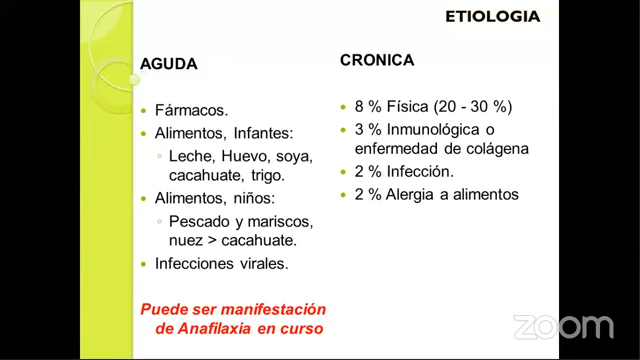 ETIOLOGIA
AGUDA
Fármacos.
Alimentos, Infantes:
Leche, Huevo, soya,
cacahuate, trigo.
Alimentos, niños:
Pescado y mariscos,
nuez > cacahuate.
Infecciones virales.
Puede ser manifestación
de Anafilaxia en curso
CRONICA
8 % Física (20 - 30 %)
3 % Inmunológica o
enfermedad de colágena
2 % Infección.
2 % Alergia a alimentos
zoom